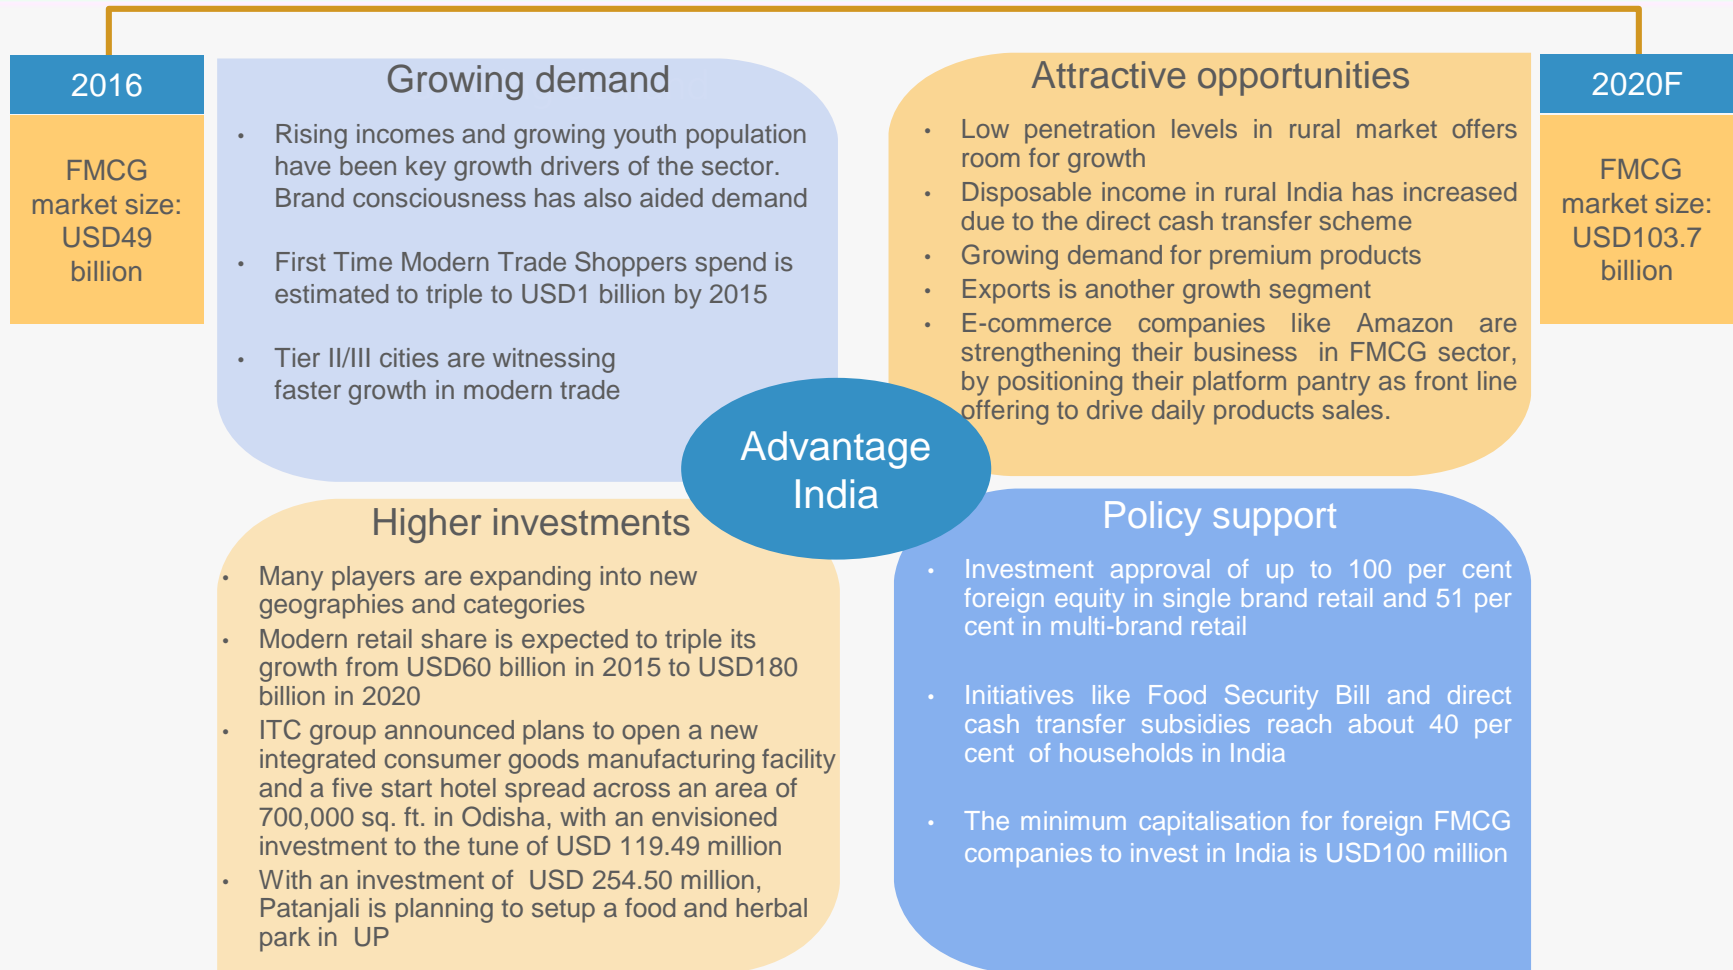 2016
FMCG
market size:
USD49
billion
Growing demand
• Rising incomes and growing youth population
have been key growth drivers of the sector.
Brand consciousness has also aided demand
• First Time Modern Trade Shoppers spend is
estimated to triple to USD1 billion by 2015
• Tier II/III cities are witnessing
faster growth in modern trade
Attractive opportunities
• Low penetration levels in rural market offers
room for growth
• Disposable income in rural India has increased
due to the direct cash transfer scheme
• Growing demand for premium products
• Exports is another growth segment
• E-commerce companies like Amazon are
strengthening their business in FMCG sector,
by positioning their platform pantry as front line
offering to drive daily products sales.
2020F
FMCG
market size:
USD103.7
billion
Advantage
India
Higher investments
• Many players are expanding into new
geographies and categories
• Modern retail share is expected to triple its
growth from USD60 billion in 2015 to USD180
billion in 2020
• ITC group announced plans to open a new
integrated consumer goods manufacturing facility
and a five start hotel spread across an area of
700,000 sq. ft. in Odisha, with an envisioned
investment to the tune of USD 119.49 million
• With an investment of USD 254.50 million,
Patanjali is planning to setup a food and herbal
park in UP
Policy support
• Investment approval of up to 100 per cent
foreign equity in single brand retail and 51 per
cent in multi-brand retail
• Initiatives like Food Security Bill and direct
cash transfer subsidies reach about 40 per
cent of households in India
• The minimum capitalisation for foreign FMCG
companies to invest in India is USD100 million